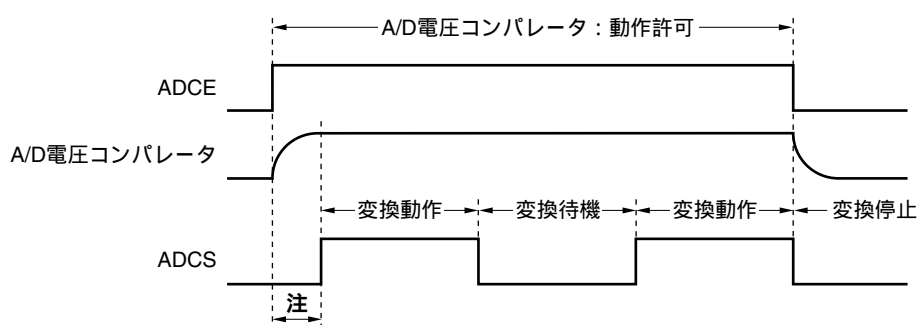 A/D電圧コンパレータ：動作許可
ADCE
A/D電圧コンパレータ
変換動作 変換待機 変換動作 変換停止
ADCS
注